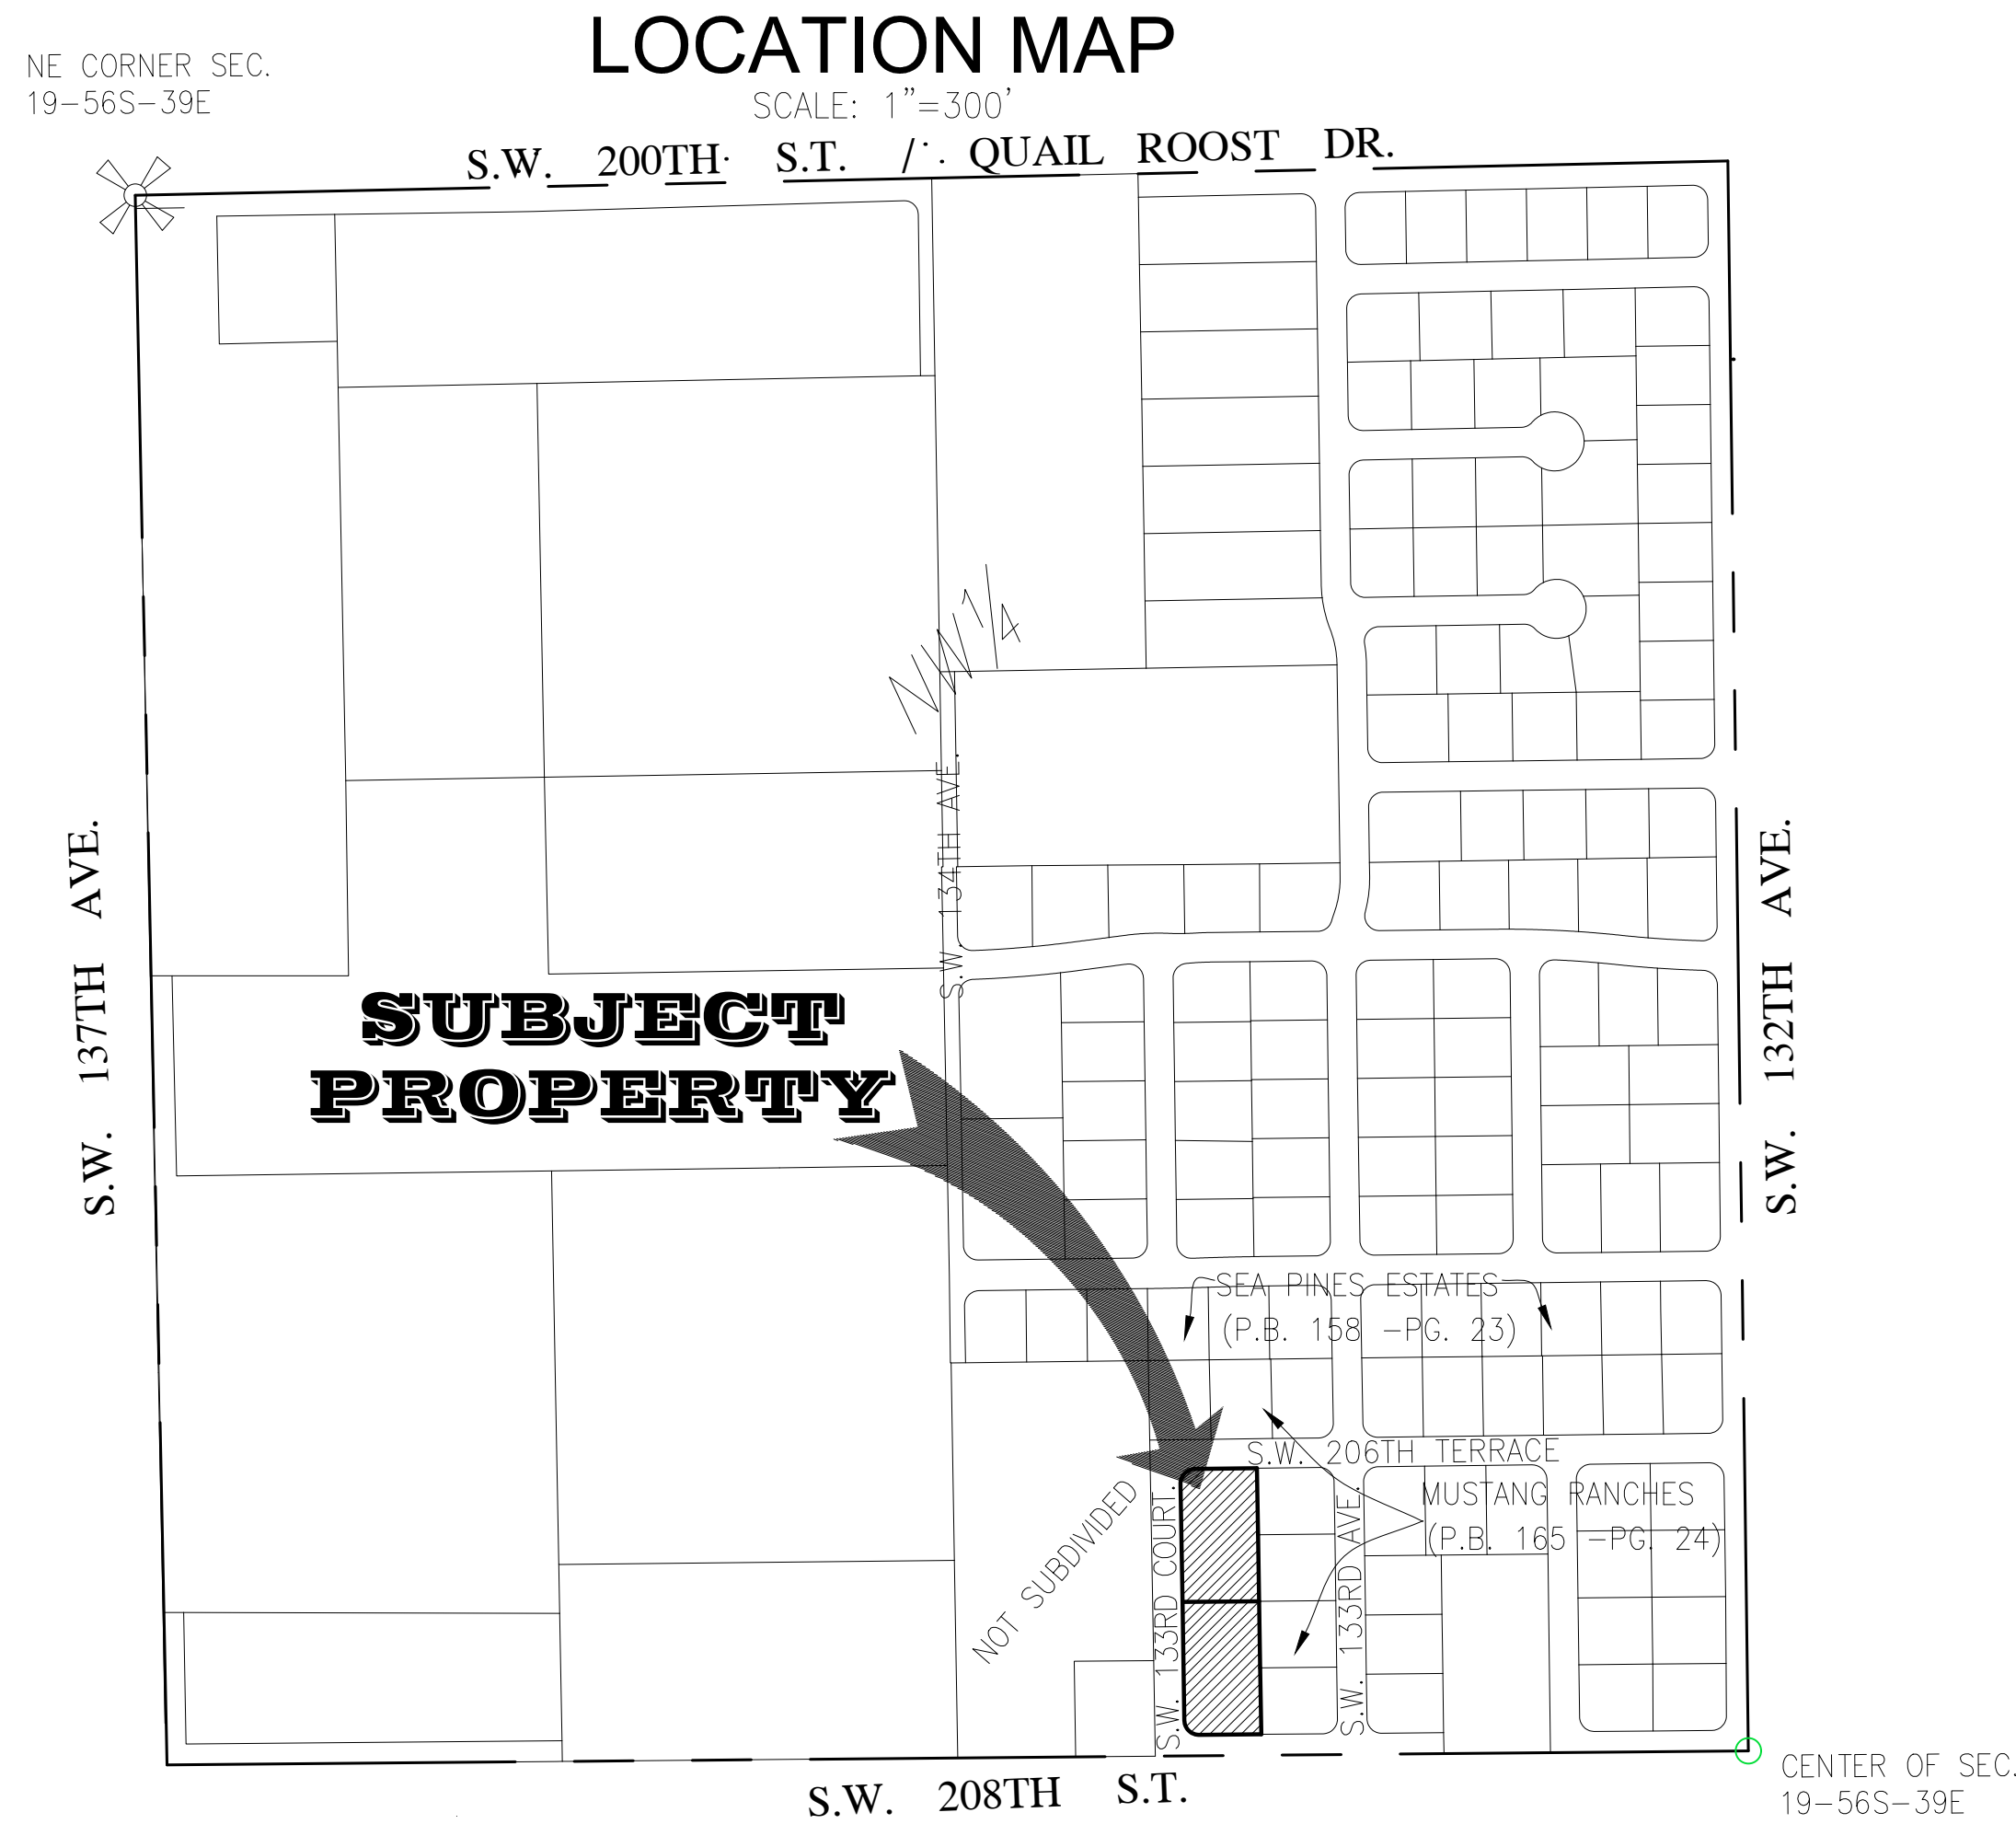 LOCATION MAP
SCALE: 1"=300'
NE CORNER SEC.
19-56S-39E
S.W. 200TH S.T. / QUAIL ROOST DR.
NW 1/4
S.W. 134TH AVE.
S.W. 137TH AVE.
S.W. 132TH AVE.
SUBJECT
PROPERTY
SEA PINES ESTATES
(P.B. 158 -PG. 23)
S.W. 206TH TERRACE
MUSTANG RANCHES
(P.B. 165 -PG. 24)
NOT SUBDIVIDED
S.W. 133RD COURT.
S.W. 133RD AVE.
S.W. 208TH S.T.
CENTER OF SEC.
19-56S-39E